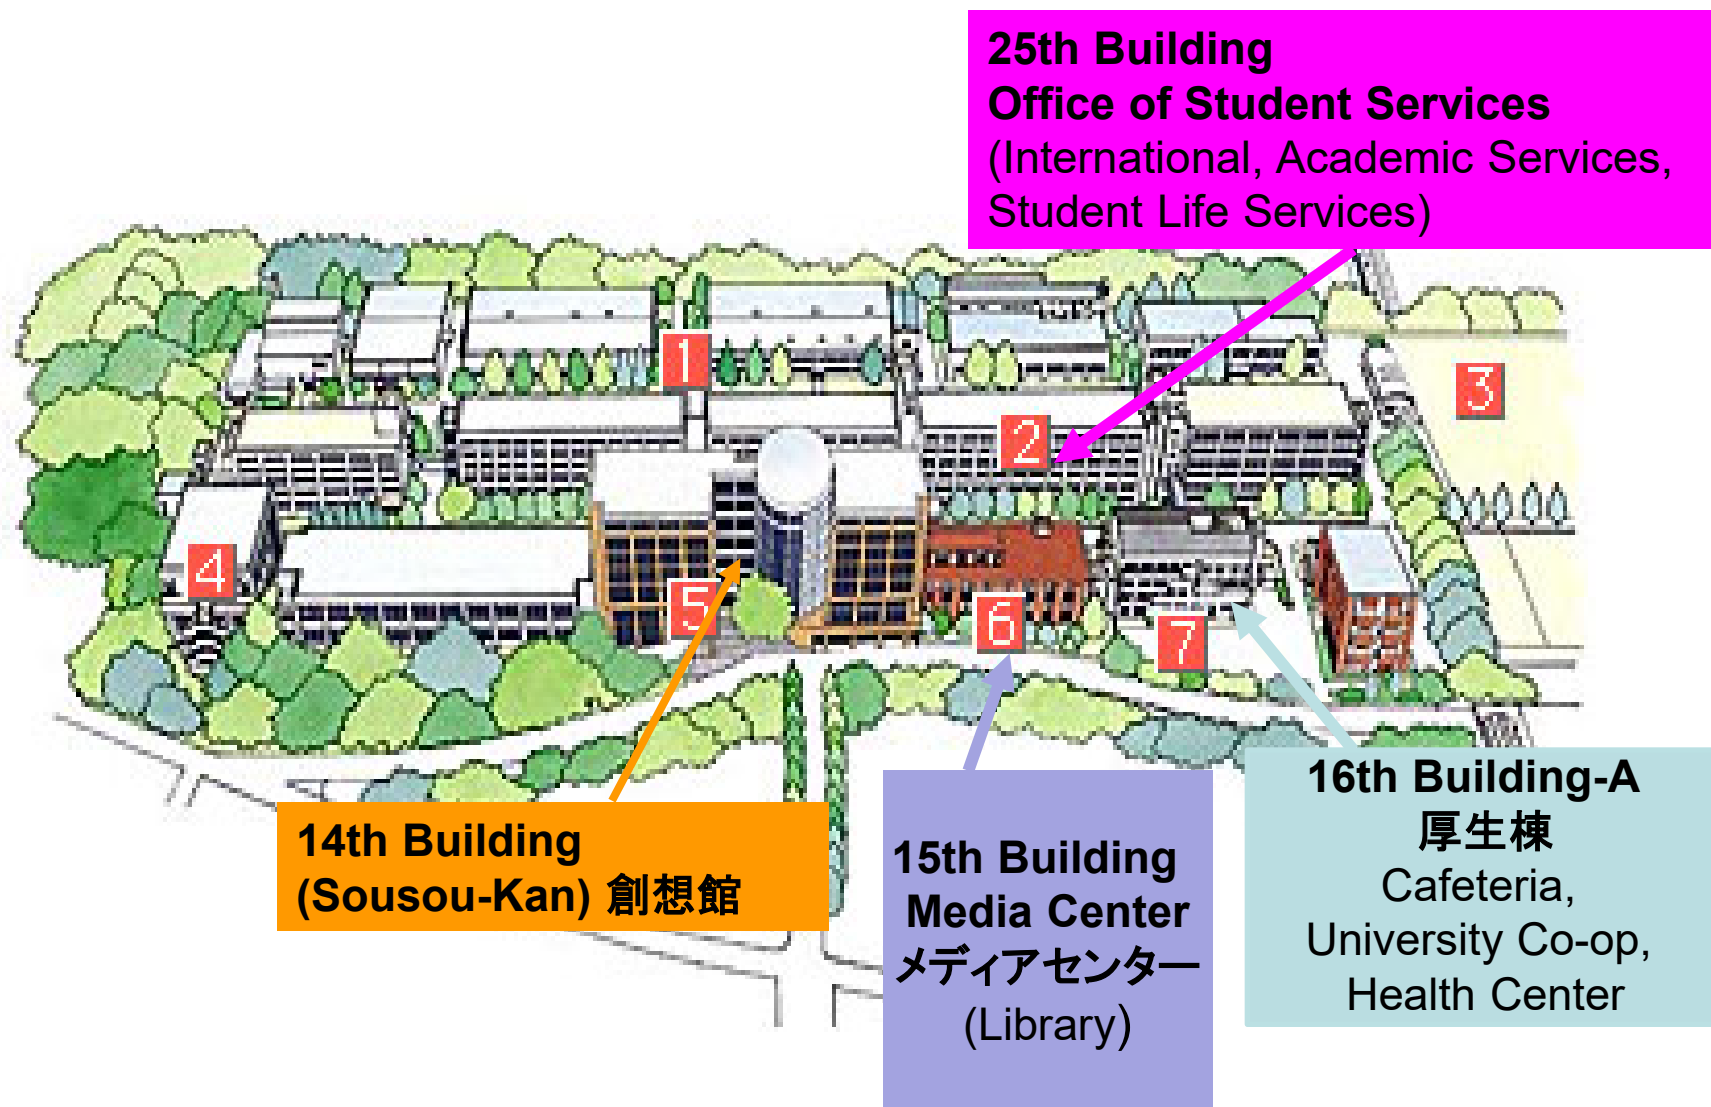 25th Building
Office of Student Services
(International, Academic Services,
Student Life Services)
1
2
3
4
5
6
7
14th Building
(Sousou-Kan) 創想館
15th Building
Media Center
メディアセンター
(Library)
16th Building-A
厚生棟
Cafeteria,
University Co-op,
Health Center